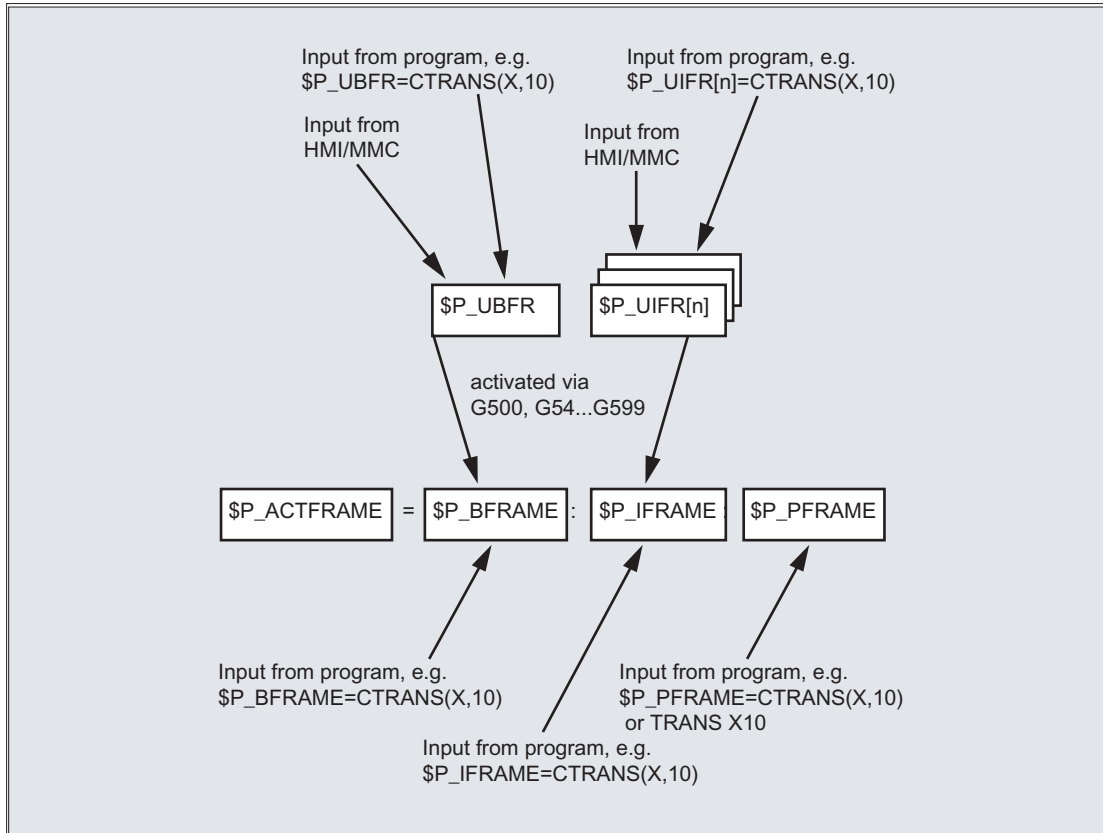 Input from program, e.g.
$P_UBFR=CTRANS(X,10)
Input from program, e.g.
$P_UIFR[n]=CTRANS(X,10)
Input from
HMI/MMC
Input from
HMI/MMC
$P_UBFR
$P_UIFR[n]
activated via
G500, G54...G599
$P_ACTFRAME = $P_BFRAME : $P_IFRAME : $P_PFRAME
Input from program, e.g.
$P_BFRAME=CTRANS(X,10)
Input from program, e.g.
$P_PFRAME=CTRANS(X,10)
or TRANS X10
Input from program, e.g.
$P_IFRAME=CTRANS(X,10)